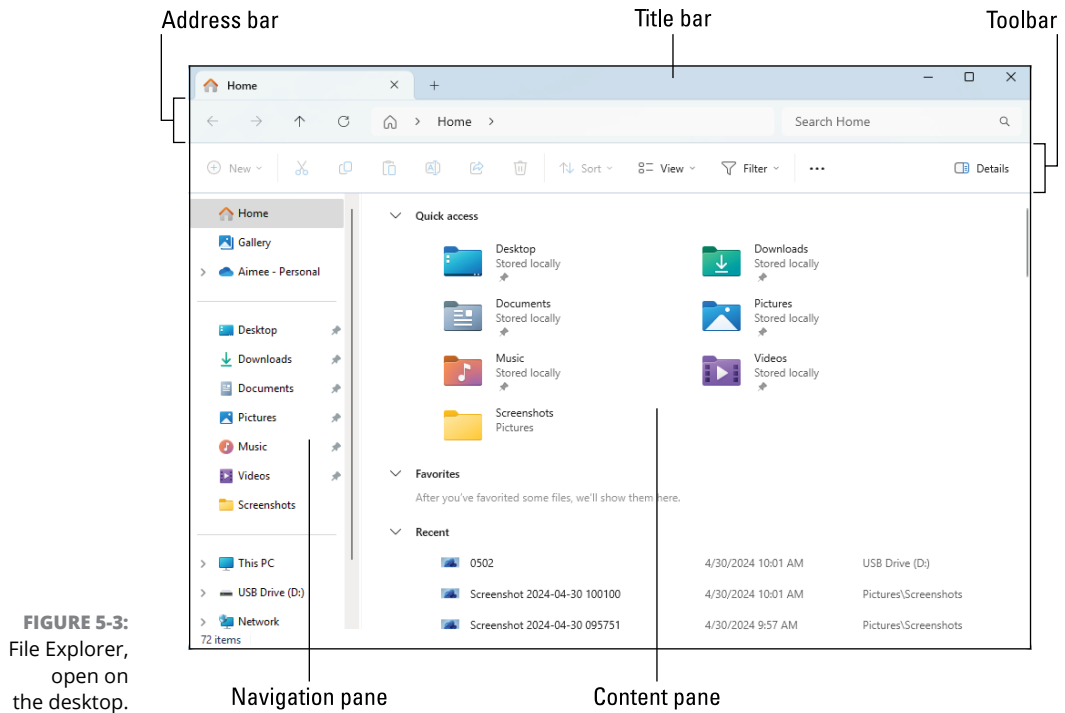 Address bar
Title bar
Toolbar
Home
Home
Search Home
New
Sort
View
Filter
Details
Home
Gallery
Aimee - Personal
Desktop
Downloads
Documents
Pictures
Music
Videos
Screenshots
This PC
USB Drive (D:)
Network
72 items
Quick access
Desktop
Stored locally
Downloads
Stored locally
Documents
Stored locally
Pictures
Stored locally
Music
Stored locally
Videos
Stored locally
Screenshots
Pictures
Favorites
After you've favorited some files, we'll show them here.
Recent
0502 4/30/2024 10:01 AM USB Drive (D:)
Screenshot 2024-04-30 100100 4/30/2024 10:01 AM Pictures\Screenshots
Screenshot 2024-04-30 095751 4/30/2024 9:57 AM Pictures\Screenshots
FIGURE 5-3:
File Explorer,
open on
the desktop.
Navigation pane
Content pane